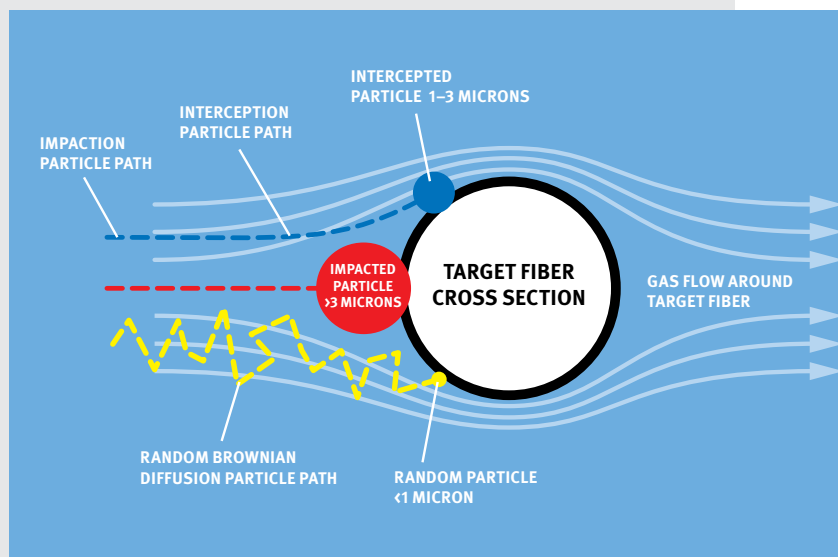 INTERCEPTED
PARTICLE 1–3 MICRONS
INTERCEPTION
PARTICLE PATH
IMPACTION
PARTICLE PATH
IMPACTED
PARTICLE
>3 MICRONS
TARGET FIBER
CROSS SECTION
GAS FLOW AROUND
TARGET FIBER
RANDOM BROWNIAN
DIFFUSION PARTICLE PATH
RANDOM PARTICLE
<1 MICRON